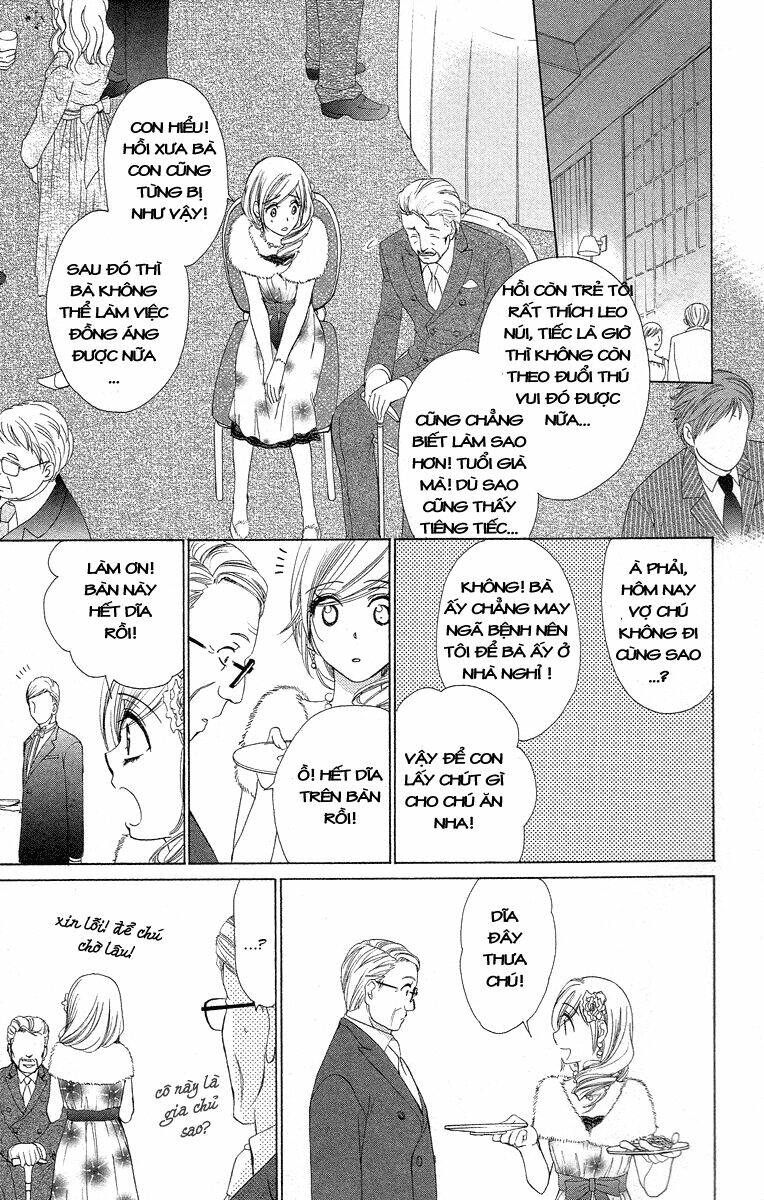 HỒI CÒN TRẺ TÔI
RẤT THÍCH LEO
NÚI, TIẾC LÀ GIỜ
THÌ KHÔNG CÒN
THEO ĐUỔI THÚ
VUI ĐÓ ĐƯỢC
NỮA...
CŨNG CHẲNG
BIẾT LÀM SAO
HƠN! TUỔI GIÀ
MÀ! DÙ SAO
CŨNG THẤY
TIÊNG TIẾC...
CON HIỂU!
HỒI XƯA BÀ
CON CŨNG
TỪNG BỊ
NHƯ VẬY!
SAU ĐÓ THÌ
BÀ KHÔNG
THỂ LÀM VIỆC
ĐỒNG ÁNG
ĐƯỢC NỮA
...
À PHẢI,
HÔM NAY
VỢ CHÚ
KHÔNG ĐI
CÙNG SAO
...?
KHÔNG! BÀ
ẤY CHẲNG MAY
NGÃ BỆNH NÊN
TÔI ĐỂ BÀ ẤY Ở
NHÀ NGHỈ !
VẬY ĐỂ CON
LẤY CHÚT GÌ
CHO CHÚ ĂN
NHA!
Ồ! HẾT DĨA
TRÊN BÀN
RỒI!
LÀM ƠN!
BÀN NÀY
HẾT DĨA
RỒI!
DĨA
ĐÂY
THƯA
CHÚ!
...?
cô này là
gia chủ
sao?
xin lỗi! để chú
chờ lâu!